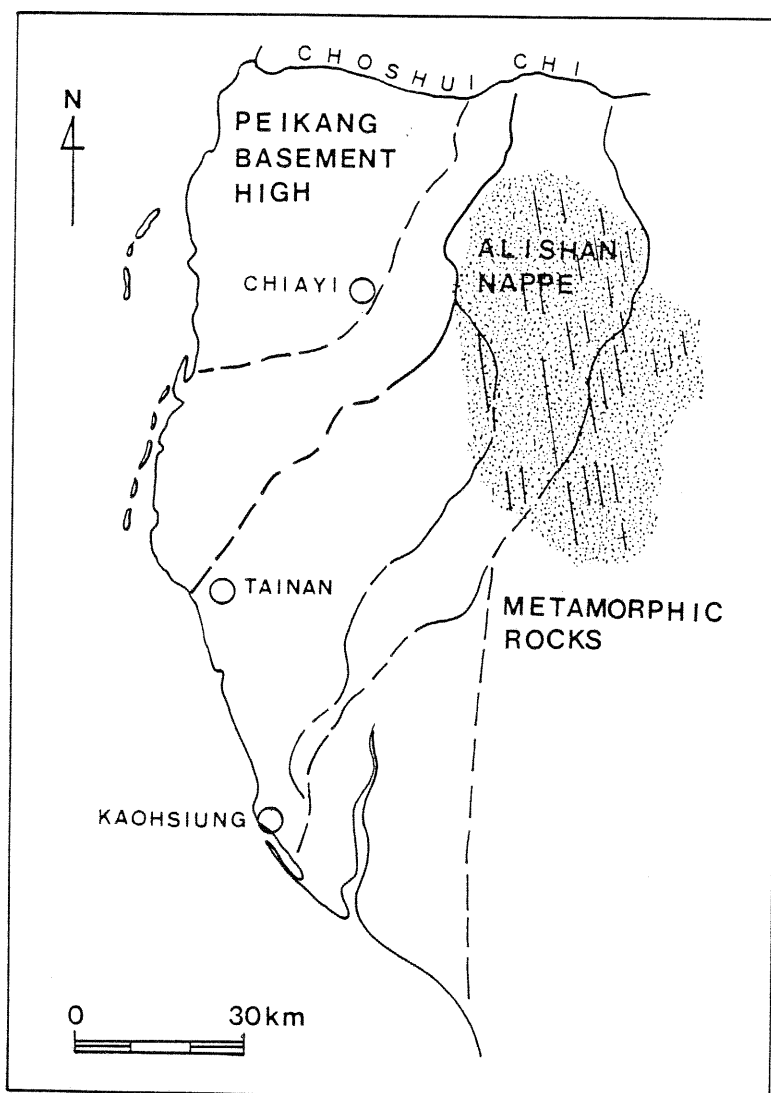 CHOSHUI CHI
N
PEIKANG
BASEMENT
HIGH
ALISHAN
NAPPE
CHIAYI
TAINAN
METAMORPHIC
ROCKS
KAOHSIUNG
0 30km